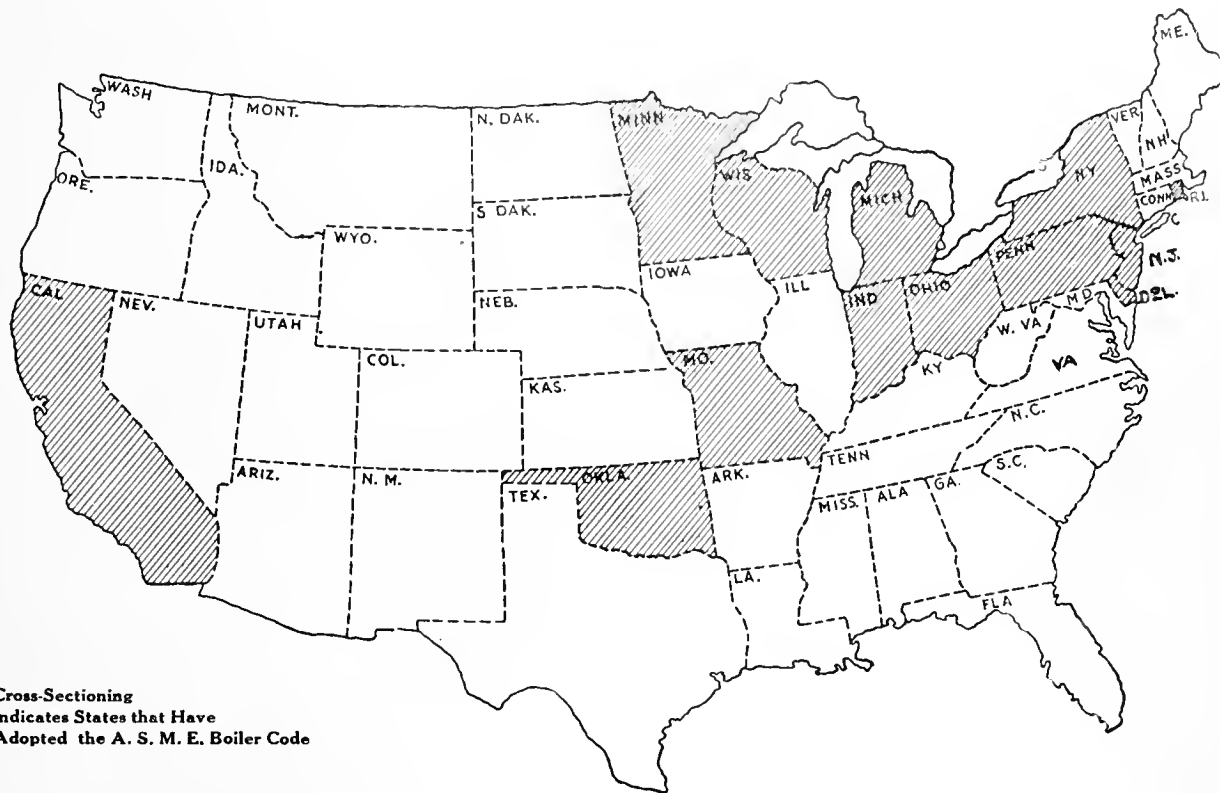 WASH
MONT.
N. DAK.
MINN
ME.
VER
NH
IDA.
ORE.
WIS
MICH
NY
MASS
CONN
R.I.
S DAK.
WYO.
IOWA
PENN
N.J.
CAL
NEV.
NEB.
ILL
IND
OHIO
MD
DEL.
UTAH
COL.
MO.
W. VA
KAS.
KY
VA
N.C.
ARIZ.
N. M.
OKLA.
ARK.
TENN
S.C.
TEX.
MISS.
ALA
GA.
LA.
FLA
Cross-Sectioning
ndicates States that Have
Adopted the A. S. M. E. Boiler Code